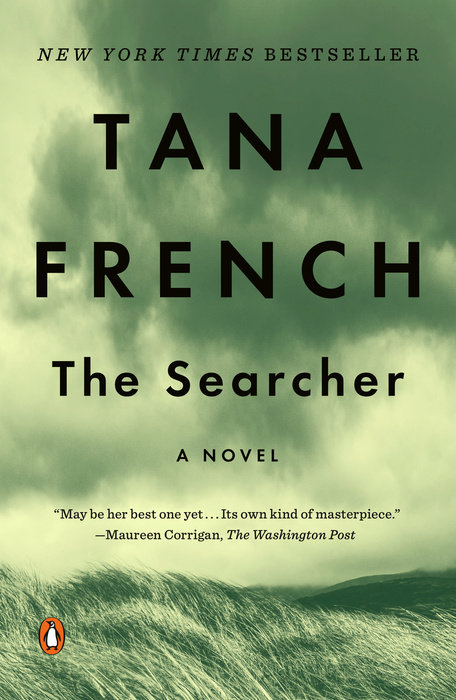 NEW YORK TIMES BESTSELLER
TANA
FRENCH
The Searcher
A NOVEL
“May be her best one yet . . . Its own kind of masterpiece.”
—Maureen Corrigan, The Washington Post